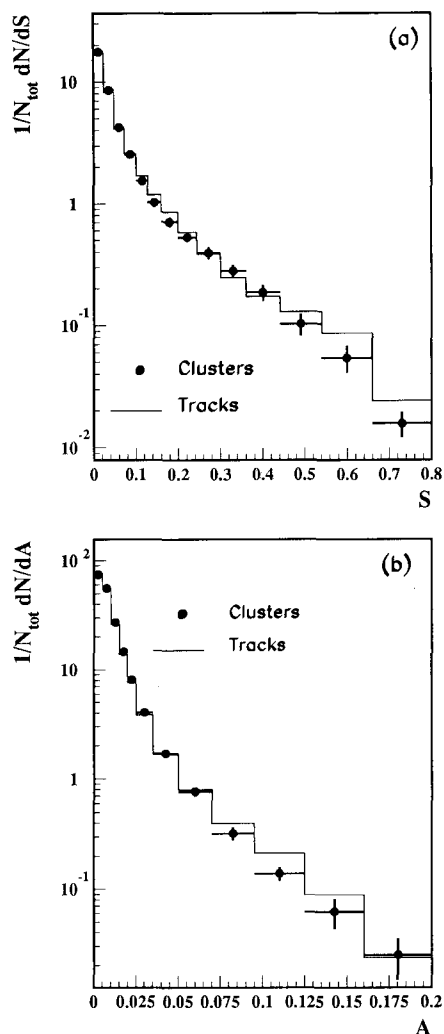 (a)
1/N_tot dN/dS
10
1
10^-1
10^-2
Clusters
Tracks
0 0.1 0.2 0.3 0.4 0.5 0.6 0.7 0.8
S
(b)
1/N_tot dN/dA
10^2
10
1
10^-1
Clusters
Tracks
0 0.025 0.05 0.075 0.1 0.125 0.15 0.175 0.2
A